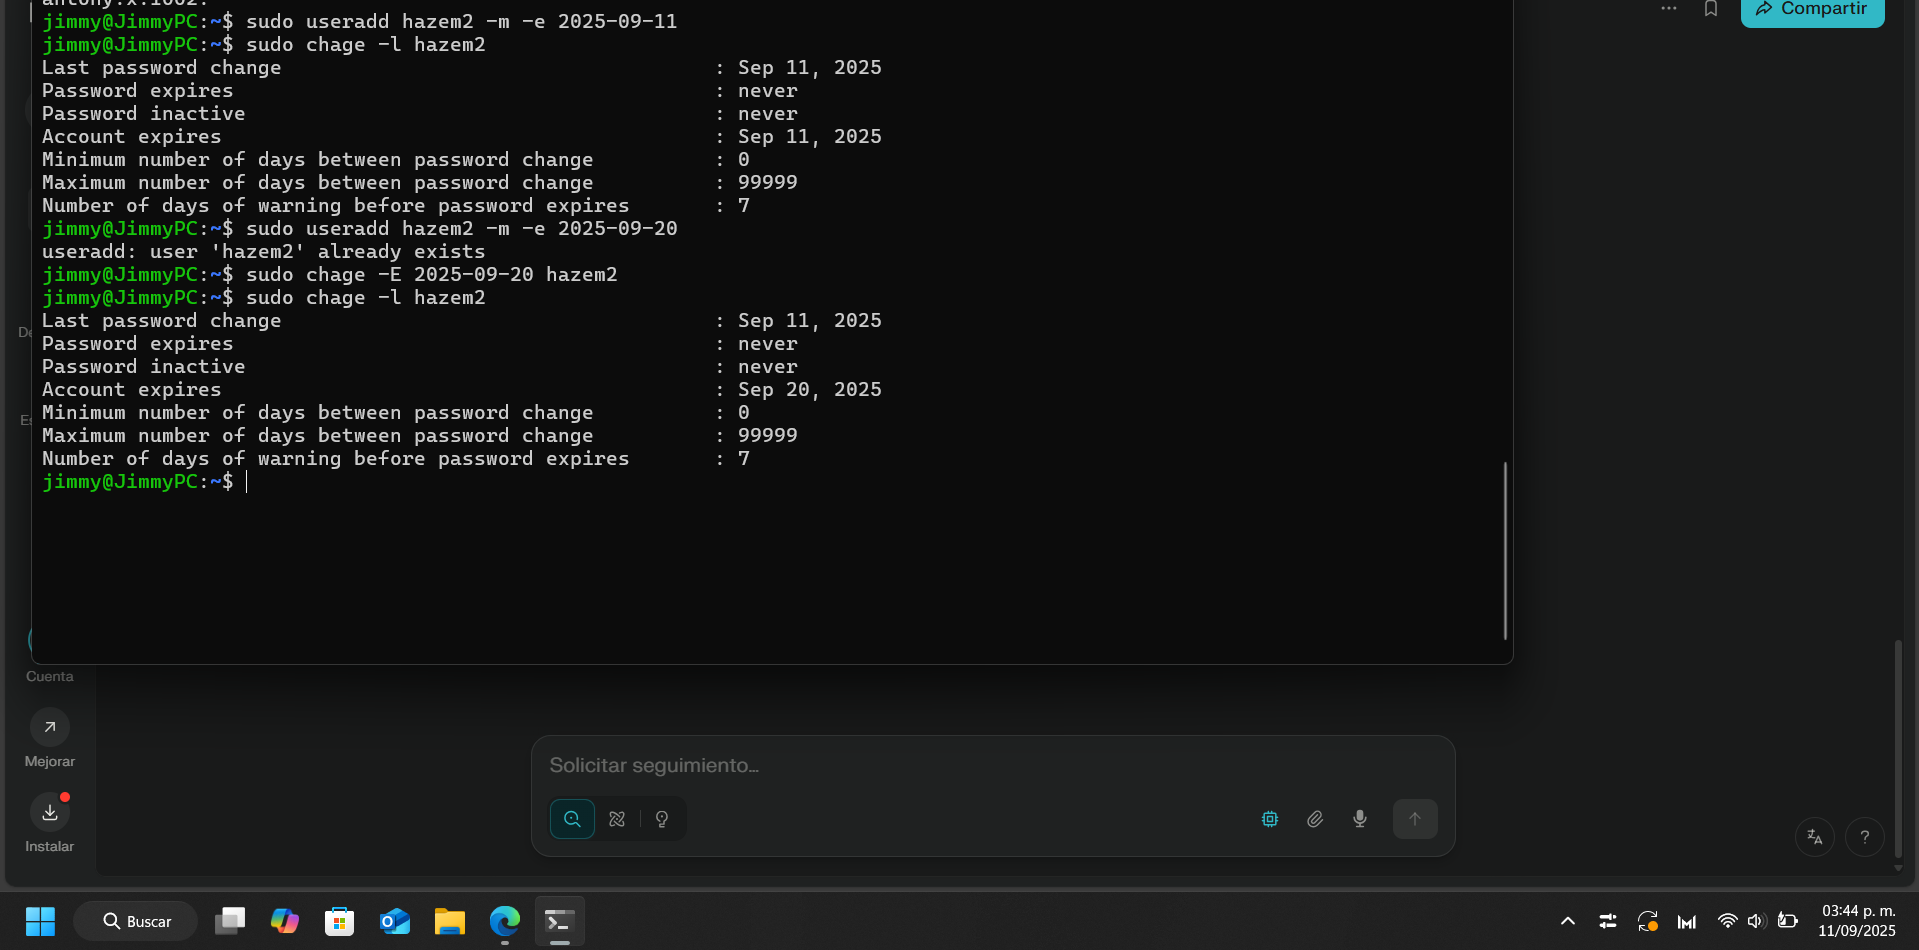 antony:x:1002:
jimmy@JimmyPC:~$ sudo useradd hazem2 -m -e 2025-09-11
jimmy@JimmyPC:~$ sudo chage -l hazem2
Last password change : Sep 11, 2025
Password expires : never
Password inactive : never
Account expires : Sep 11, 2025
Minimum number of days between password change : 0
Maximum number of days between password change : 99999
Number of days of warning before password expires : 7
jimmy@JimmyPC:~$ sudo useradd hazem2 -m -e 2025-09-20
useradd: user 'hazem2' already exists
jimmy@JimmyPC:~$ sudo chage -E 2025-09-20 hazem2
jimmy@JimmyPC:~$ sudo chage -l hazem2
Last password change : Sep 11, 2025
Password expires : never
Password inactive : never
Account expires : Sep 20, 2025
Minimum number of days between password change : 0
Maximum number of days between password change : 99999
Number of days of warning before password expires : 7
jimmy@JimmyPC:~$
Compartir
Cuenta
Mejorar
Instalar
Solicitar seguimiento...
Buscar
03:44 p. m.
11/09/2025